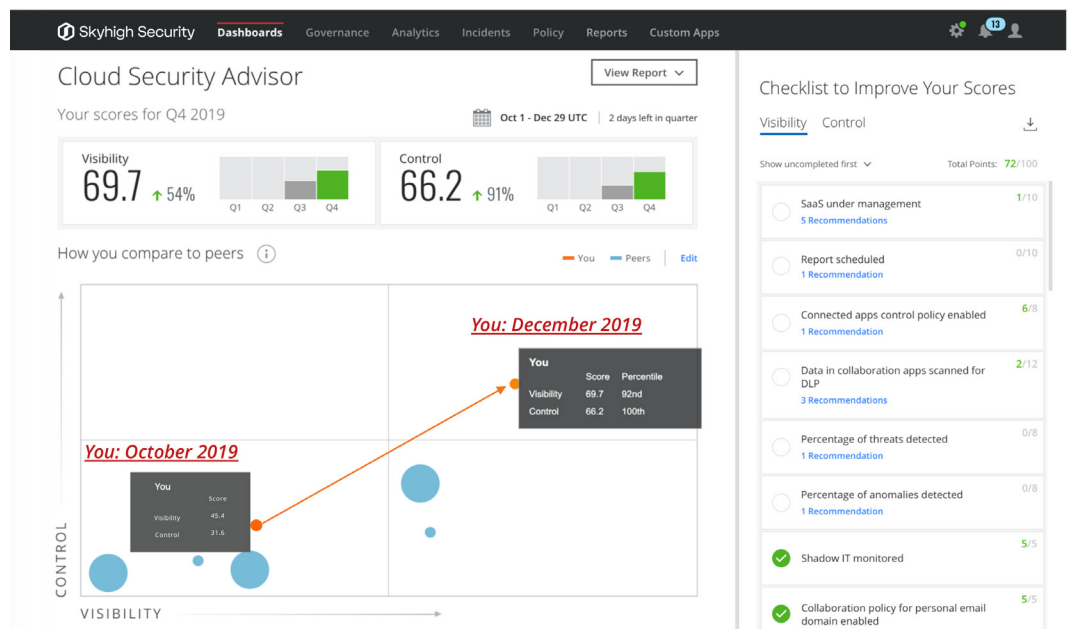 Skyhigh Security Dashboards Governance Analytics Incidents Policy Reports Custom Apps 13
Cloud Security Advisor
View Report
Your scores for Q4 2019
Oct 1 - Dec 29 UTC 2 days left in quarter
Visibility
69.7 54%
Q1 Q2 Q3 Q4
Control
66.2 91%
Q1 Q2 Q3 Q4
How you compare to peers i
You Peers Edit
You: December 2019
You
Score Percentile
Visibility 69.7 92nd
Control 66.2 100th
You: October 2019
You
Score
Visibility 45.4
Control 31.6
CONTROL
VISIBILITY
Checklist to Improve Your Scores
Visibility Control
Show uncompleted first Total Points: 72/100
SaaS under management 1/10
5 Recommendations
Report scheduled 0/10
1 Recommendation
Connected apps control policy enabled 6/8
1 Recommendation
Data in collaboration apps scanned for 2/12
DLP
3 Recommendations
Percentage of threats detected 0/8
1 Recommendation
Percentage of anomalies detected 0/8
1 Recommendation
Shadow IT monitored 5/5
Collaboration policy for personal email 5/5
domain enabled